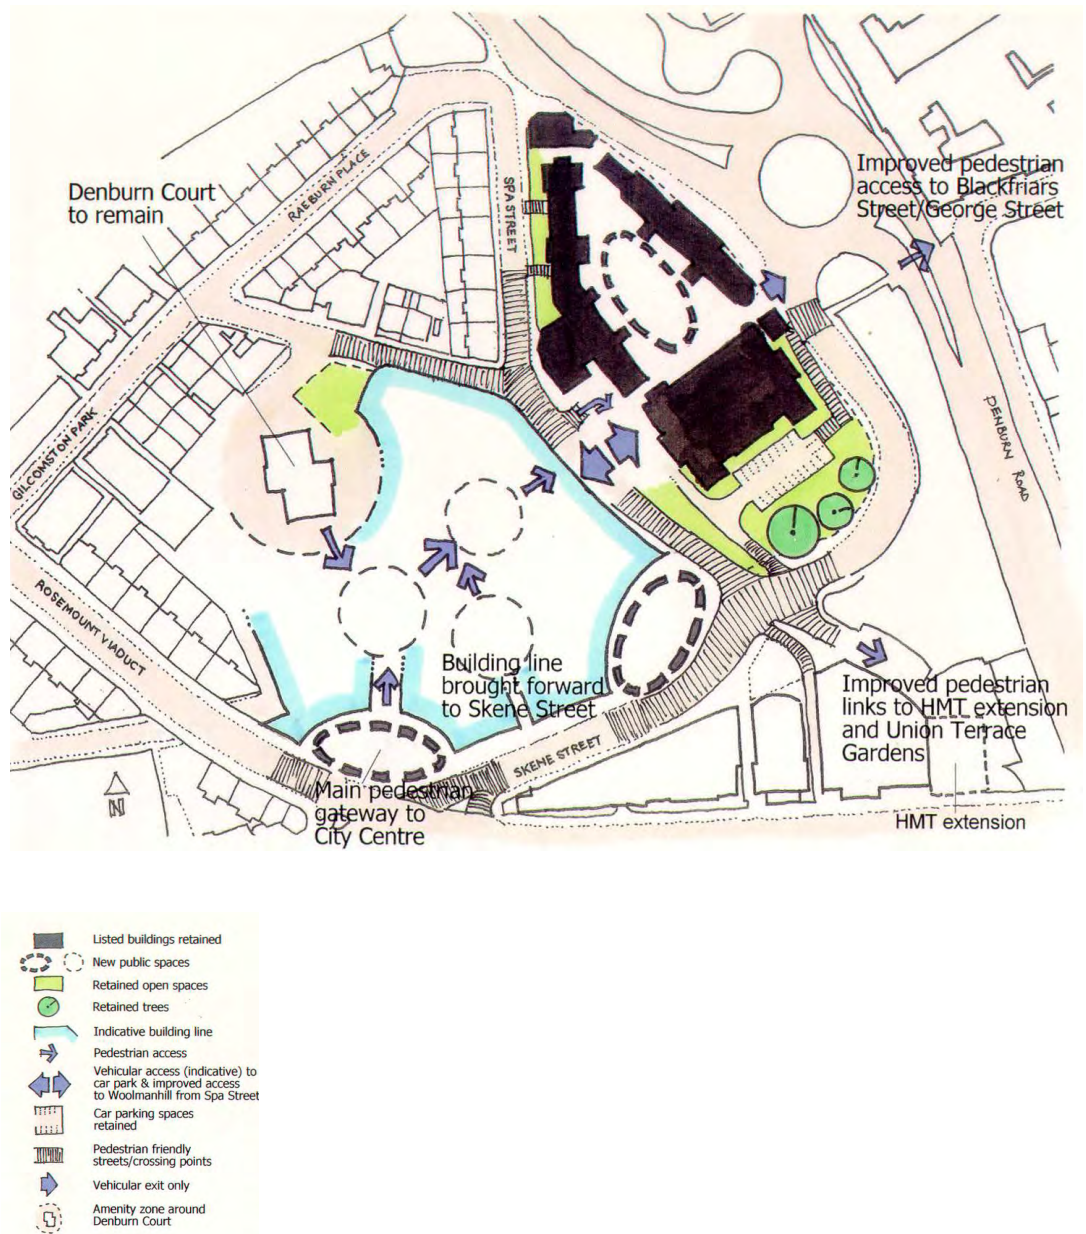 Improved pedestrian
access to Blackfriars
Street/George Street
Denburn Court
to remain
RAEBURN PLACE
SPA STREET
GILCOMSTON PARK
DENBURN ROAD
ROSEMOUNT VIADUCT
Building line
brought forward
to Skene Street
Improved pedestrian
links to HMT extension
and Union Terrace
Gardens
SKENE STREET
Main pedestrian
gateway to
City Centre
N
HMT extension
Listed buildings retained
New public spaces
Retained open spaces
Retained trees
Indicative building line
Pedestrian access
Vehicular access (indicative) to
car park & improved access
to Woolmanhill from Spa Street
Car parking spaces
retained
Pedestrian friendly
streets/crossing points
Vehicular exit only
Amenity zone around
Denburn Court